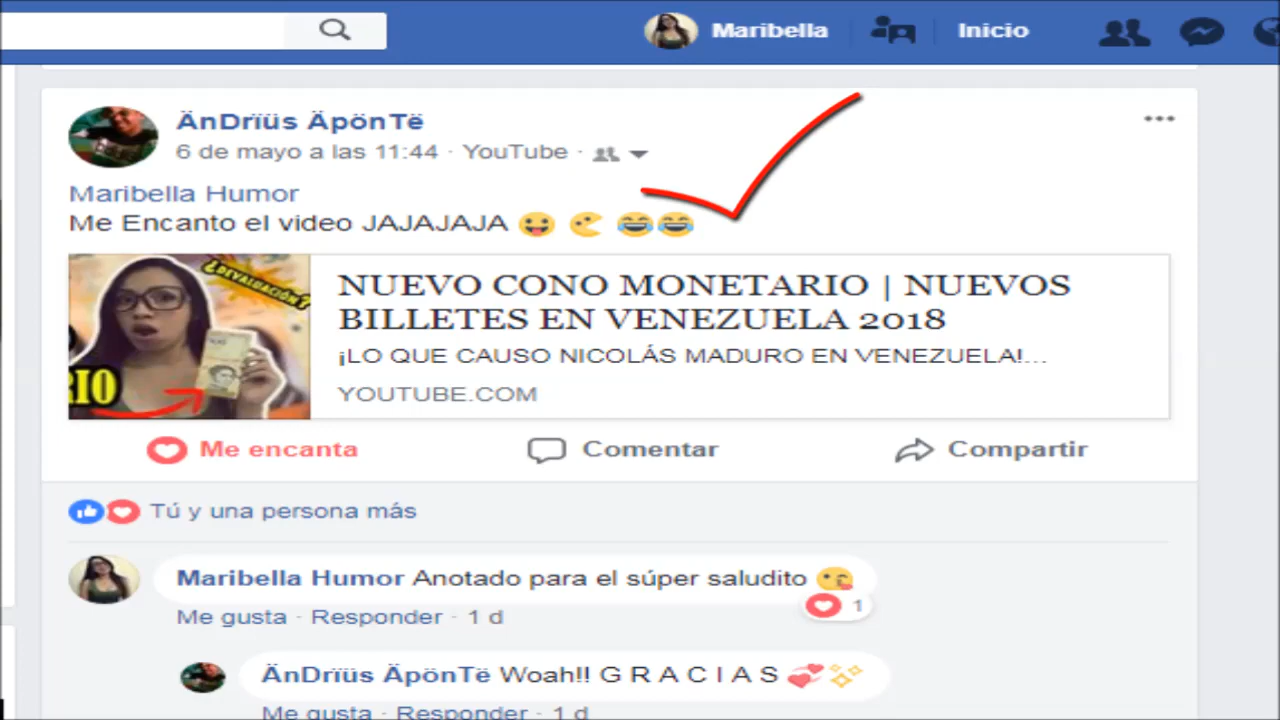 Maribella
Inicio
ÄnDrïüs ÄpönTë
6 de mayo a las 11:44 · YouTube ·
Maribella Humor
Me Encanto el video JAJAJAJA 😛 😂😂
¿DEVALUACIÓN?
RIO
NUEVO CONO MONETARIO | NUEVOS
BILLETES EN VENEZUELA 2018
¡LO QUE CAUSO NICOLÁS MADURO EN VENEZUELA!...
YOUTUBE.COM
Me encanta
Comentar
Compartir
Tú y una persona más
Maribella Humor Anotado para el súper saludito 😘
1
Me gusta · Responder · 1 d
ÄnDrïüs ÄpönTë Woah!! G R A C I A S 💞✨
Me gusta · Responder · 1 d